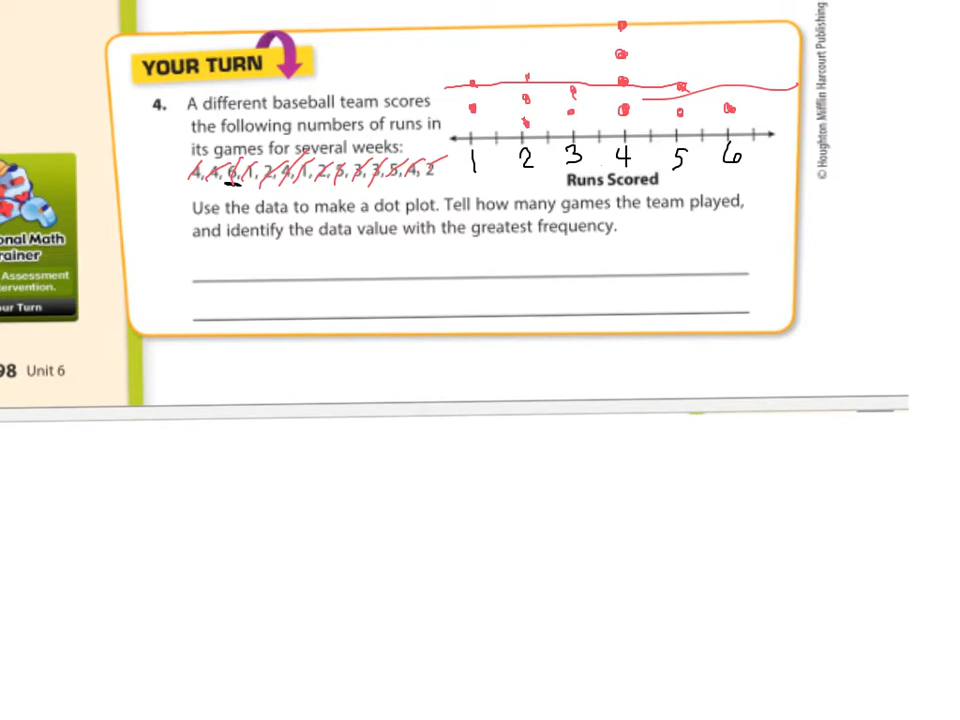 © Houghton Mifflin Harcourt Publishing
YOUR TURN
4. A different baseball team scores
the following numbers of runs in
its games for several weeks:
4, 4, 6, 1, 2, 4, 1, 2, 5, 3, 3, 5, 4, 2
1 2 3 4 5 6
Runs Scored
Use the data to make a dot plot. Tell how many games the team played,
and identify the data value with the greatest frequency.
onal Math
rainer
Assessment
ervention.
our Turn
98 Unit 6